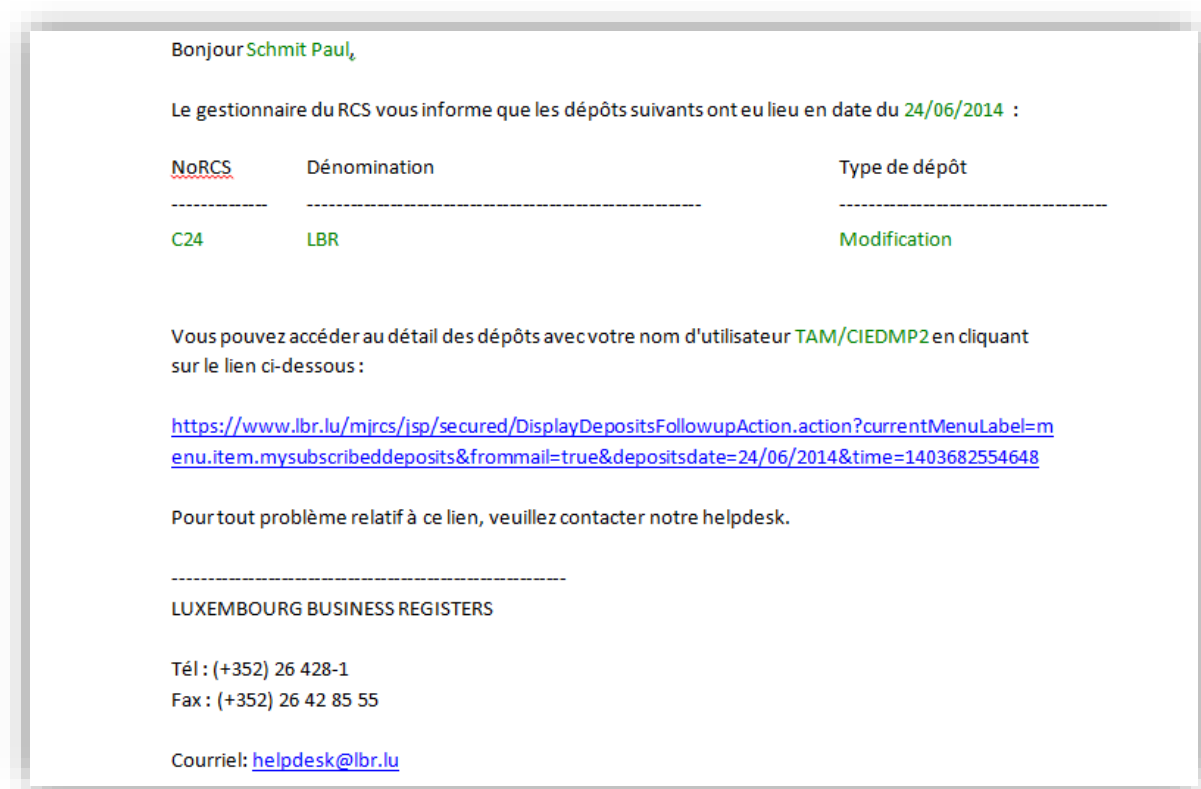 Bonjour Schmit Paul,
Le gestionnaire du RCS vous informe que les dépôts suivants ont eu lieu en date du 24/06/2014 :
NoRCS Dénomination Type de dépôt
------------- ------------------------------------------------------ ------------------------------------
C24 LBR Modification
Vous pouvez accéder au détail des dépôts avec votre nom d'utilisateur TAM/CIEDMP2 en cliquant
sur le lien ci-dessous :
https://www.lbr.lu/mjrcs/jsp/secured/DisplayDepositsFollowupAction.action?currentMenuLabel=m
enu.item.mysubscribeddeposits&frommail=true&depositsdate=24/06/2014&time=1403682554648
Pour tout problème relatif à ce lien, veuillez contacter notre helpdesk.
------------------------------------------------------
LUXEMBOURG BUSINESS REGISTERS
Tél : (+352) 26 428-1
Fax : (+352) 26 42 85 55
Courriel: helpdesk@lbr.lu